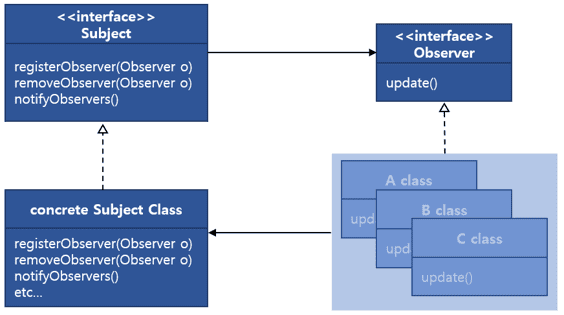 <<interface>>
Subject
registerObserver(Observer o)
removeObserver(Observer o)
notifyObservers()
<<interface>>
Observer
update()
concrete Subject Class
registerObserver(Observer o)
removeObserver(Observer o)
notifyObservers()
etc...
A class
upd
B class
upd
C class
update()